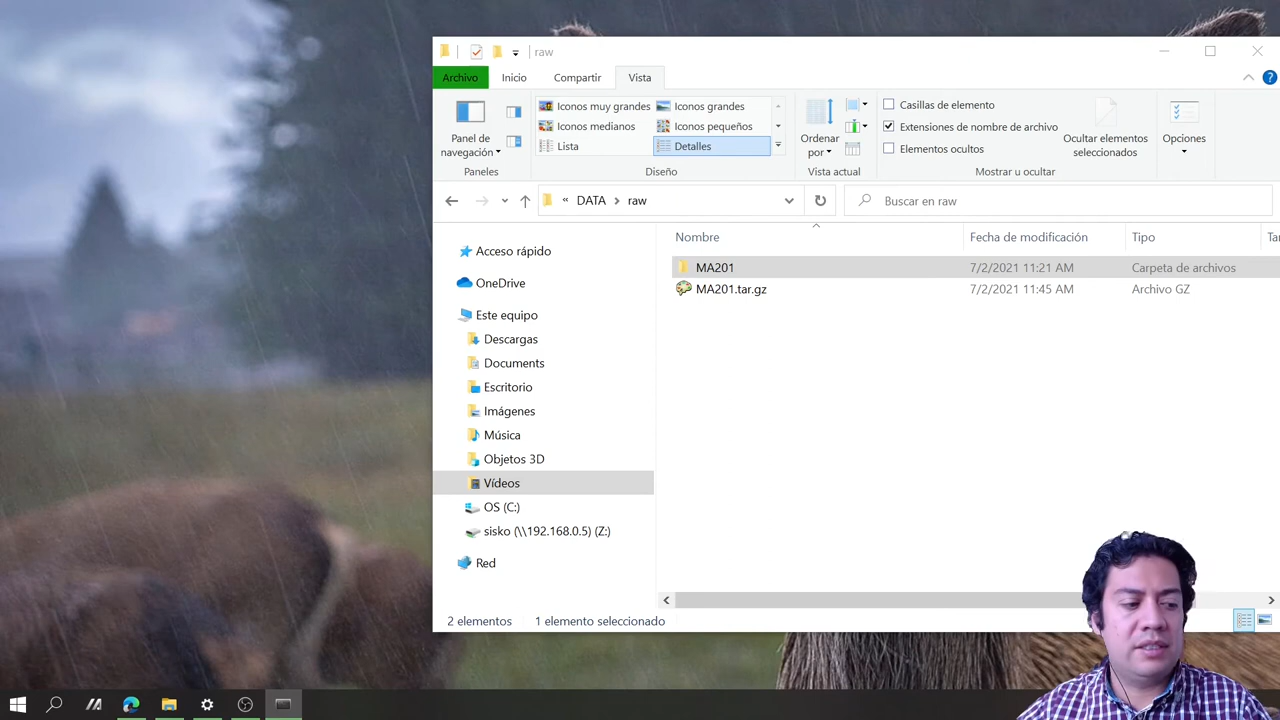 raw
Archivo Inicio Compartir Vista
Panel de navegación
Paneles
Iconos muy grandes Iconos grandes
Iconos medianos Iconos pequeños
Lista Detalles
Diseño
Ordenar por
Vista actual
Casillas de elemento
Extensiones de nombre de archivo
Elementos ocultos
Ocultar elementos seleccionados
Mostrar u ocultar
Opciones
« DATA › raw
Buscar en raw
Nombre Fecha de modificación Tipo
MA201 7/2/2021 11:21 AM Carpeta de archivos
MA201.tar.gz 7/2/2021 11:45 AM Archivo GZ
Acceso rápido
OneDrive
Este equipo
Descargas
Documents
Escritorio
Imágenes
Música
Objetos 3D
Vídeos
OS (C:)
sisko (\\192.168.0.5) (Z:)
Red
2 elementos 1 elemento seleccionado